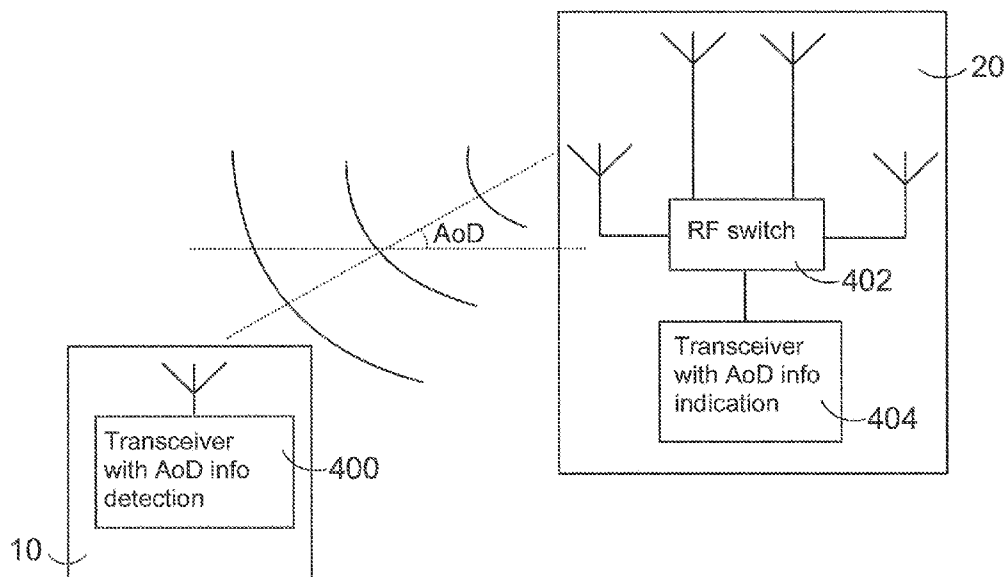 20
AoD
RF switch
402
Transceiver
with AoD info
indication
404
Transceiver
with AoD info
detection
400
10